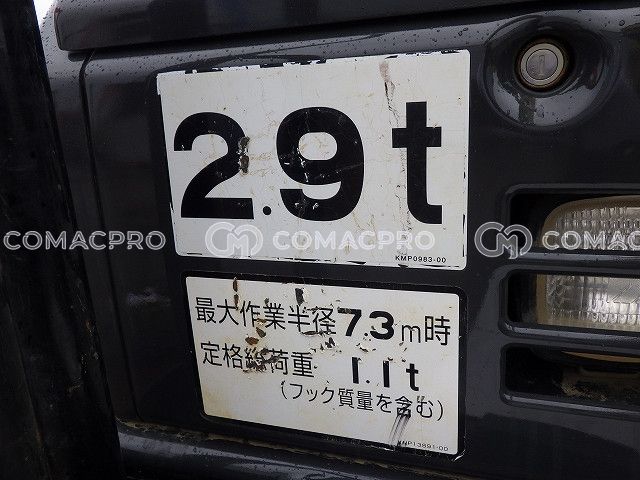 2.9t
KMP0983-00
COMACPRO COMACPRO COMACPRO
最大作業半径7.3m時
定格総荷重 1.1t
(フック質量を含む)
KMP13891-00